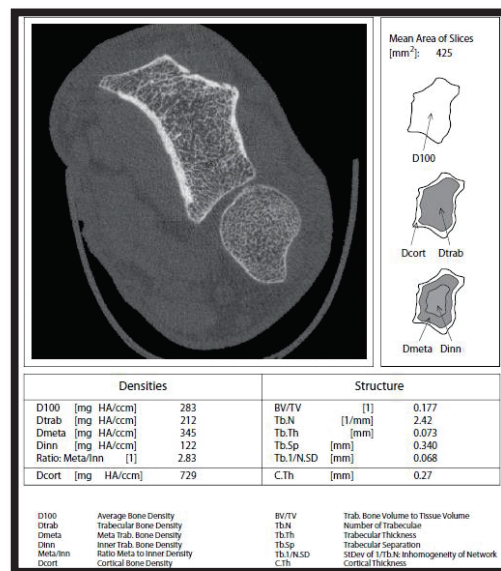 Mean Area of Slices
[mm²]: 425
D100
Dcort Dtrab
Dmeta Dinn
Densities
D100 [mg HA/ccm] 283
Dtrab [mg HA/ccm] 212
Dmeta [mg HA/ccm] 345
Dinn [mg HA/ccm] 122
Ratio: Meta/Inn [1] 2.83
Dcort [mg HA/ccm] 729
Structure
BV/TV [1] 0.177
Tb.N [1/mm] 2.42
Tb.Th [mm] 0.073
Tb.Sp [mm] 0.340
Tb.1/N.SD [mm] 0.068
C.Th [mm] 0.27
D100 Average Bone Density
Dtrab Trabecular Bone Density
Dmeta Meta Trab. Bone Density
Dinn Inner Trab. Bone Density
Meta/Inn Ratio Meta to Inner Density
Dcort Cortical Bone Density
BV/TV Trab. Bone Volume to Tissue Volume
Tb.N Number of Trabeculae
Tb.Th Trabecular Thickness
Tb.Sp Trabecular Separation
Tb.1/N.SD StDev of 1/Tb.N: Inhomogeneity of Network
C.Th Cortical Thickness